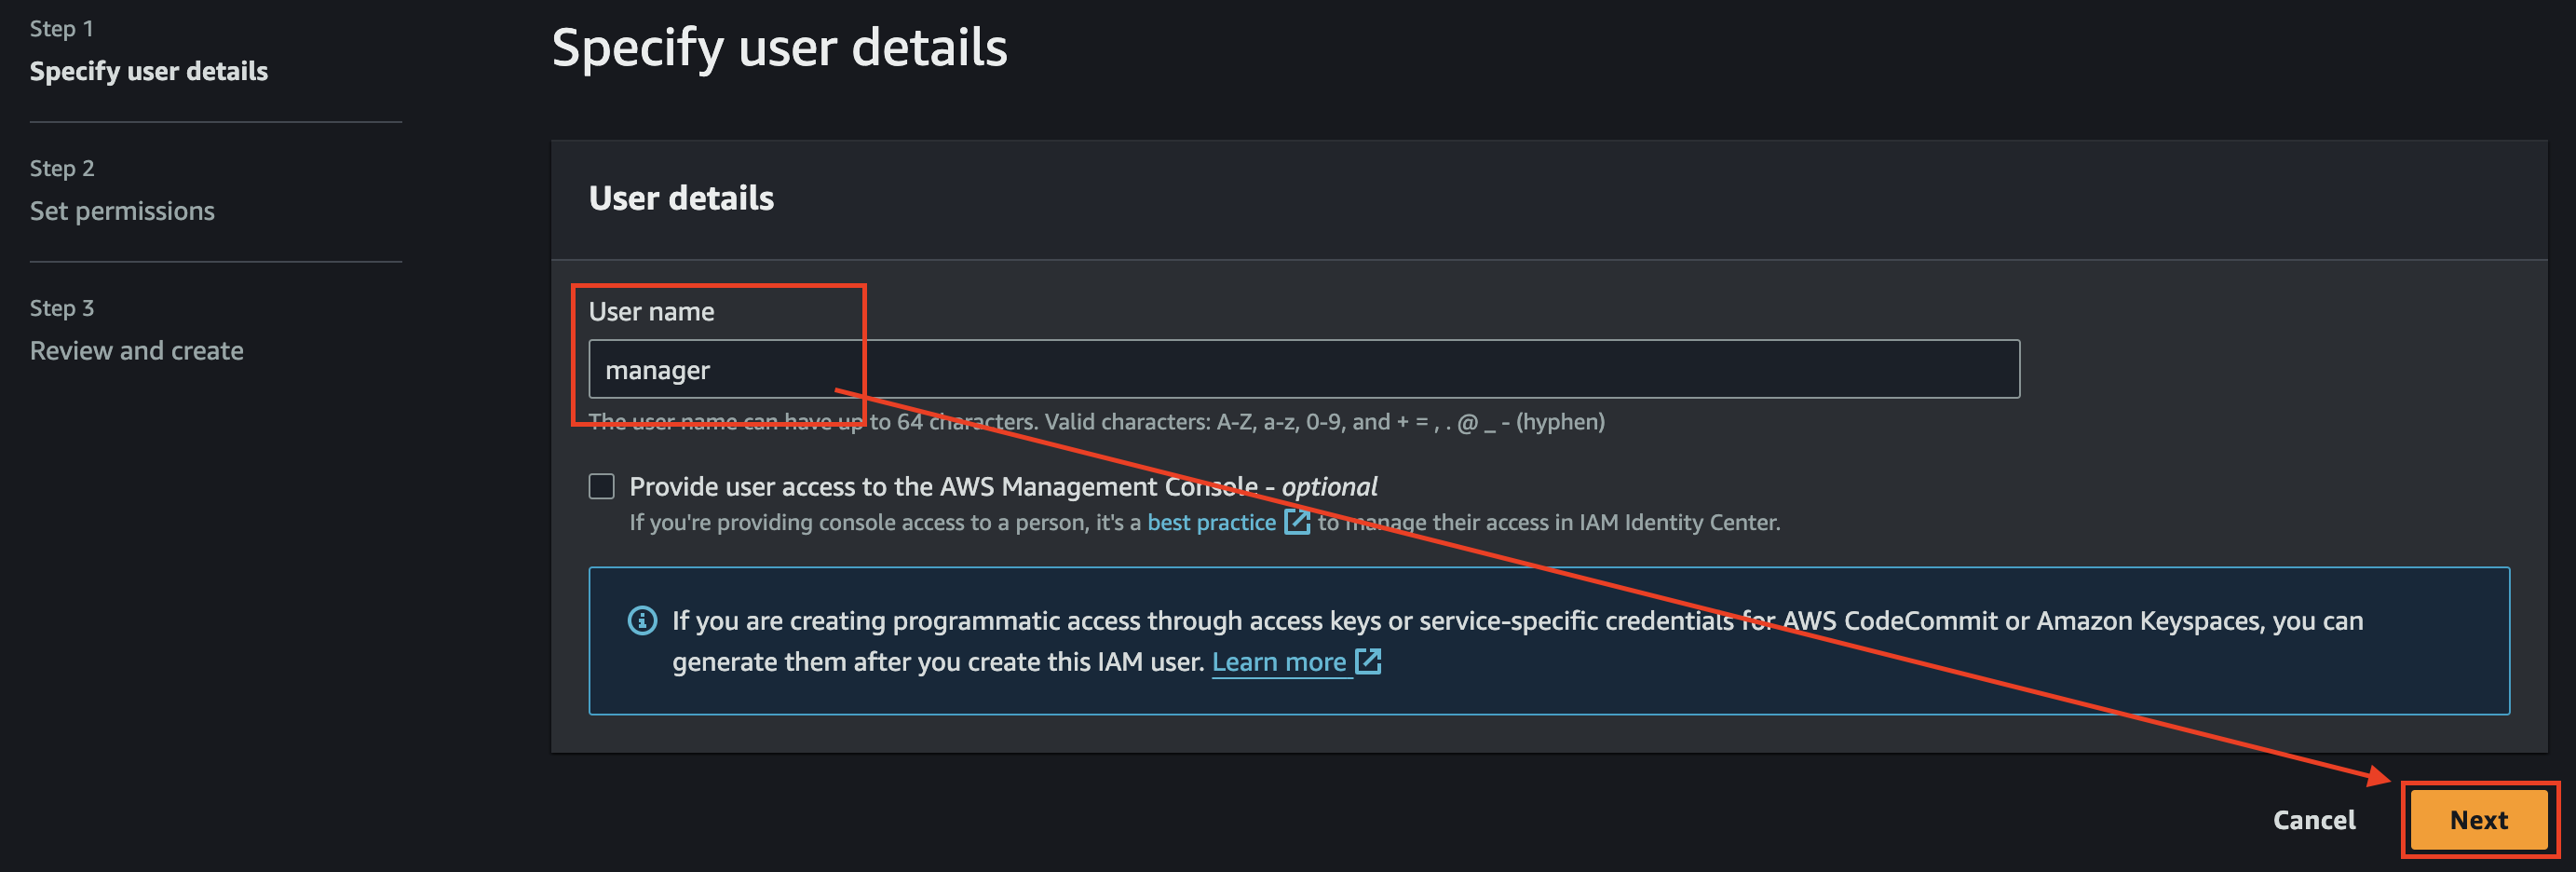 Step 1
Specify user details
Step 2
Set permissions
Step 3
Review and create
Specify user details
User details
User name
manager
The user name can have up to 64 characters. Valid characters: A-Z, a-z, 0-9, and + = , . @ _ - (hyphen)
Provide user access to the AWS Management Console - optional
If you're providing console access to a person, it's a best practice to manage their access in IAM Identity Center.
If you are creating programmatic access through access keys or service-specific credentials for AWS CodeCommit or Amazon Keyspaces, you can
generate them after you create this IAM user. Learn more
Cancel
Next